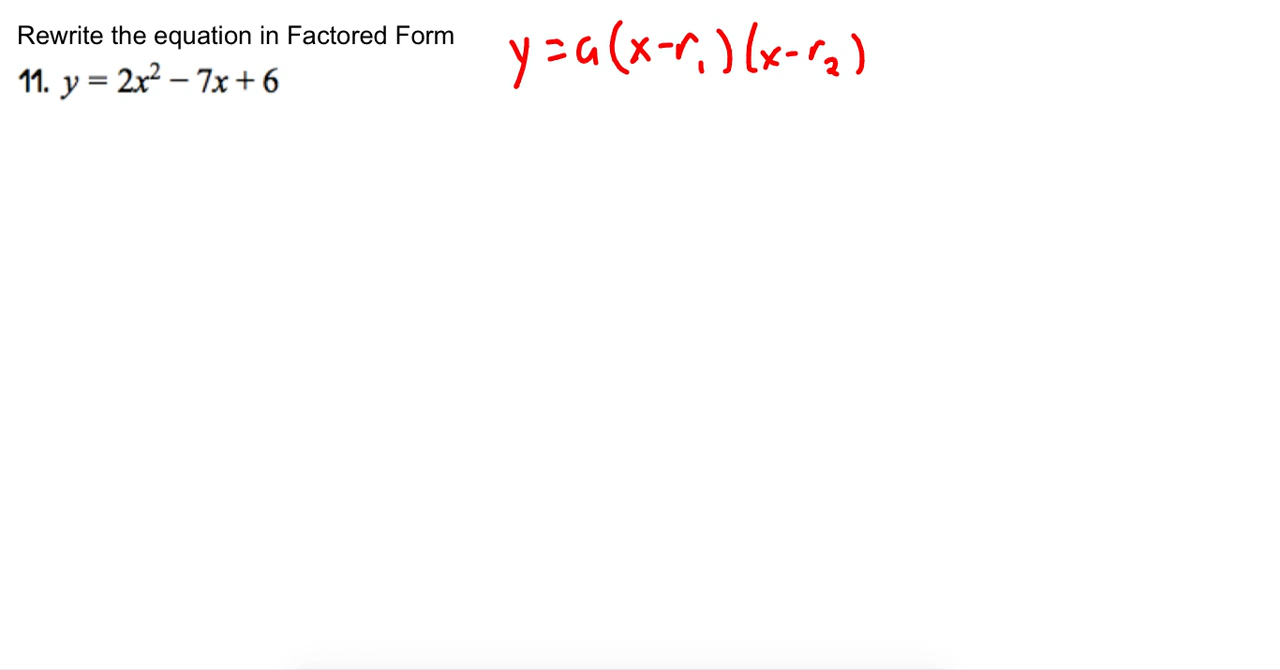 Rewrite the equation in Factored Form
y = a(x-r₁)(x-r₂)
11. y = 2x² − 7x + 6